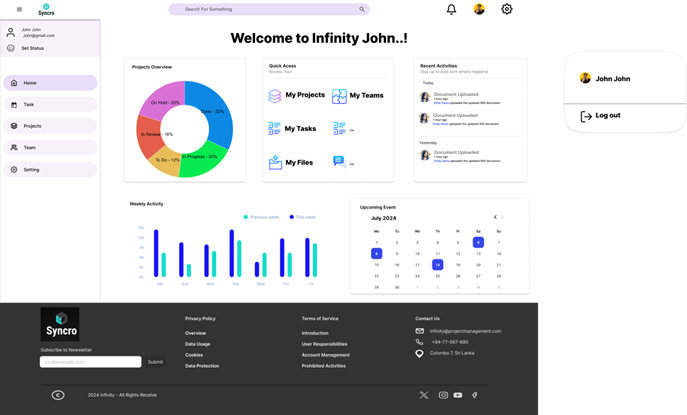 Syncro
Search For Something
John John
John@gmail.com
Set Status
Home
Task
Projects
Team
Setting
Welcome to Infinity John..!
Projects Overview
On Hold - 20%
Done - 32%
In Review - 16%
To Do - 12%
In Progress - 20%
Quick Acess
Access Your
My Projects
My Teams
My Tasks
..
My Files
..
Recent Activities
Stay up to date with what's happend
Today
Document Uploaded
1 hour ago
Emily Davis uploaded the updated SRS document.
Document Uploaded
1 hour ago
Emily Davis uploaded the updated SRS document.
Yesterday
Document Uploaded
1 hour ago
Emily Davis uploaded the updated SRS document.
John John
Log out
Weekly Activity
Previous week
This week
Sat
Sun
Mon
Tue
Wed
Thu
Fri
Upcoming Event
July 2024
Mo Tu We Th Fr Sa Su
1 2 3 4 5 6 7
8 9 10 11 12 13 14
15 16 17 18 19 20 21
22 23 24 25 26 27 28
29 30 1 2 3 4 5
Syncro
Subscribe to Newsletter
you@example.com
Submit
Privacy Policy
Overview
Data Usage
Cookies
Data Protection
Terms of Service
Introduction
User Responsibilities
Account Management
Prohibited Activities
Contact Us
Infinity@projectmanagement.com
+94-77-567-890
Colombo 7, Sri Lanka
2024 Infinity - All Rights Receive